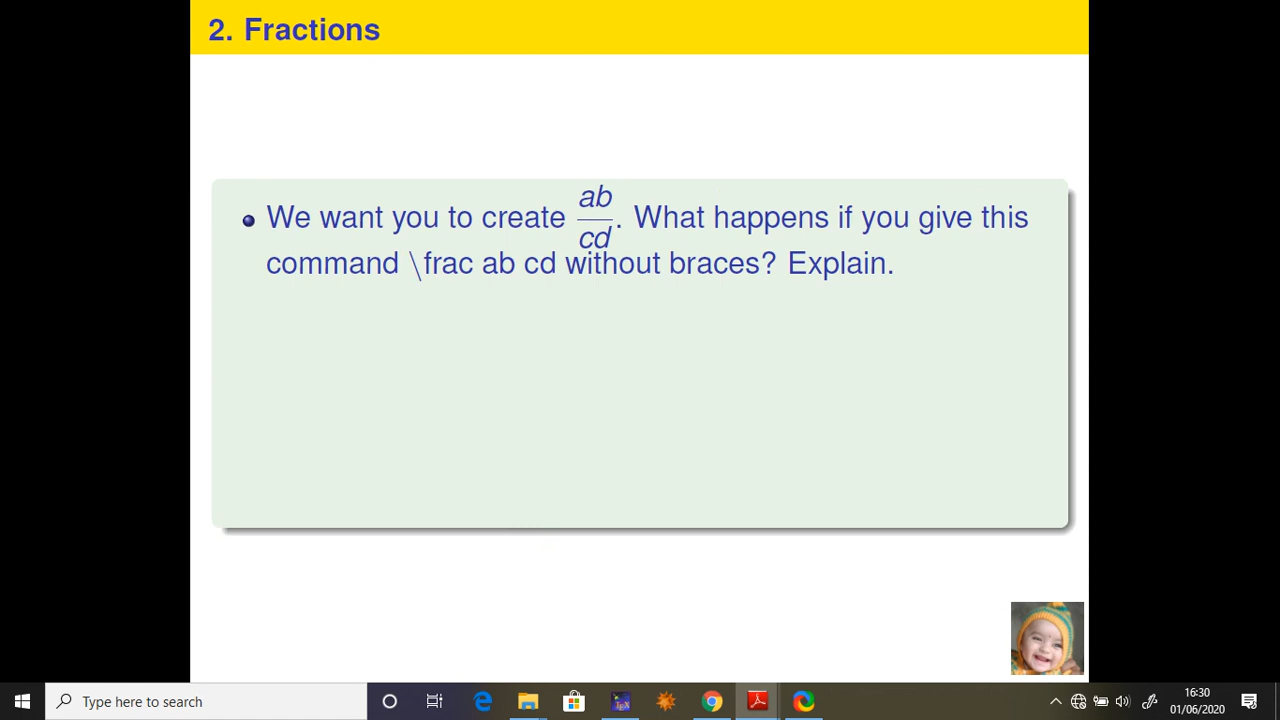 2. Fractions
We want you to create ab/cd. What happens if you give this
command \frac ab cd without braces? Explain.
Type here to search
16:30
01/06/2020